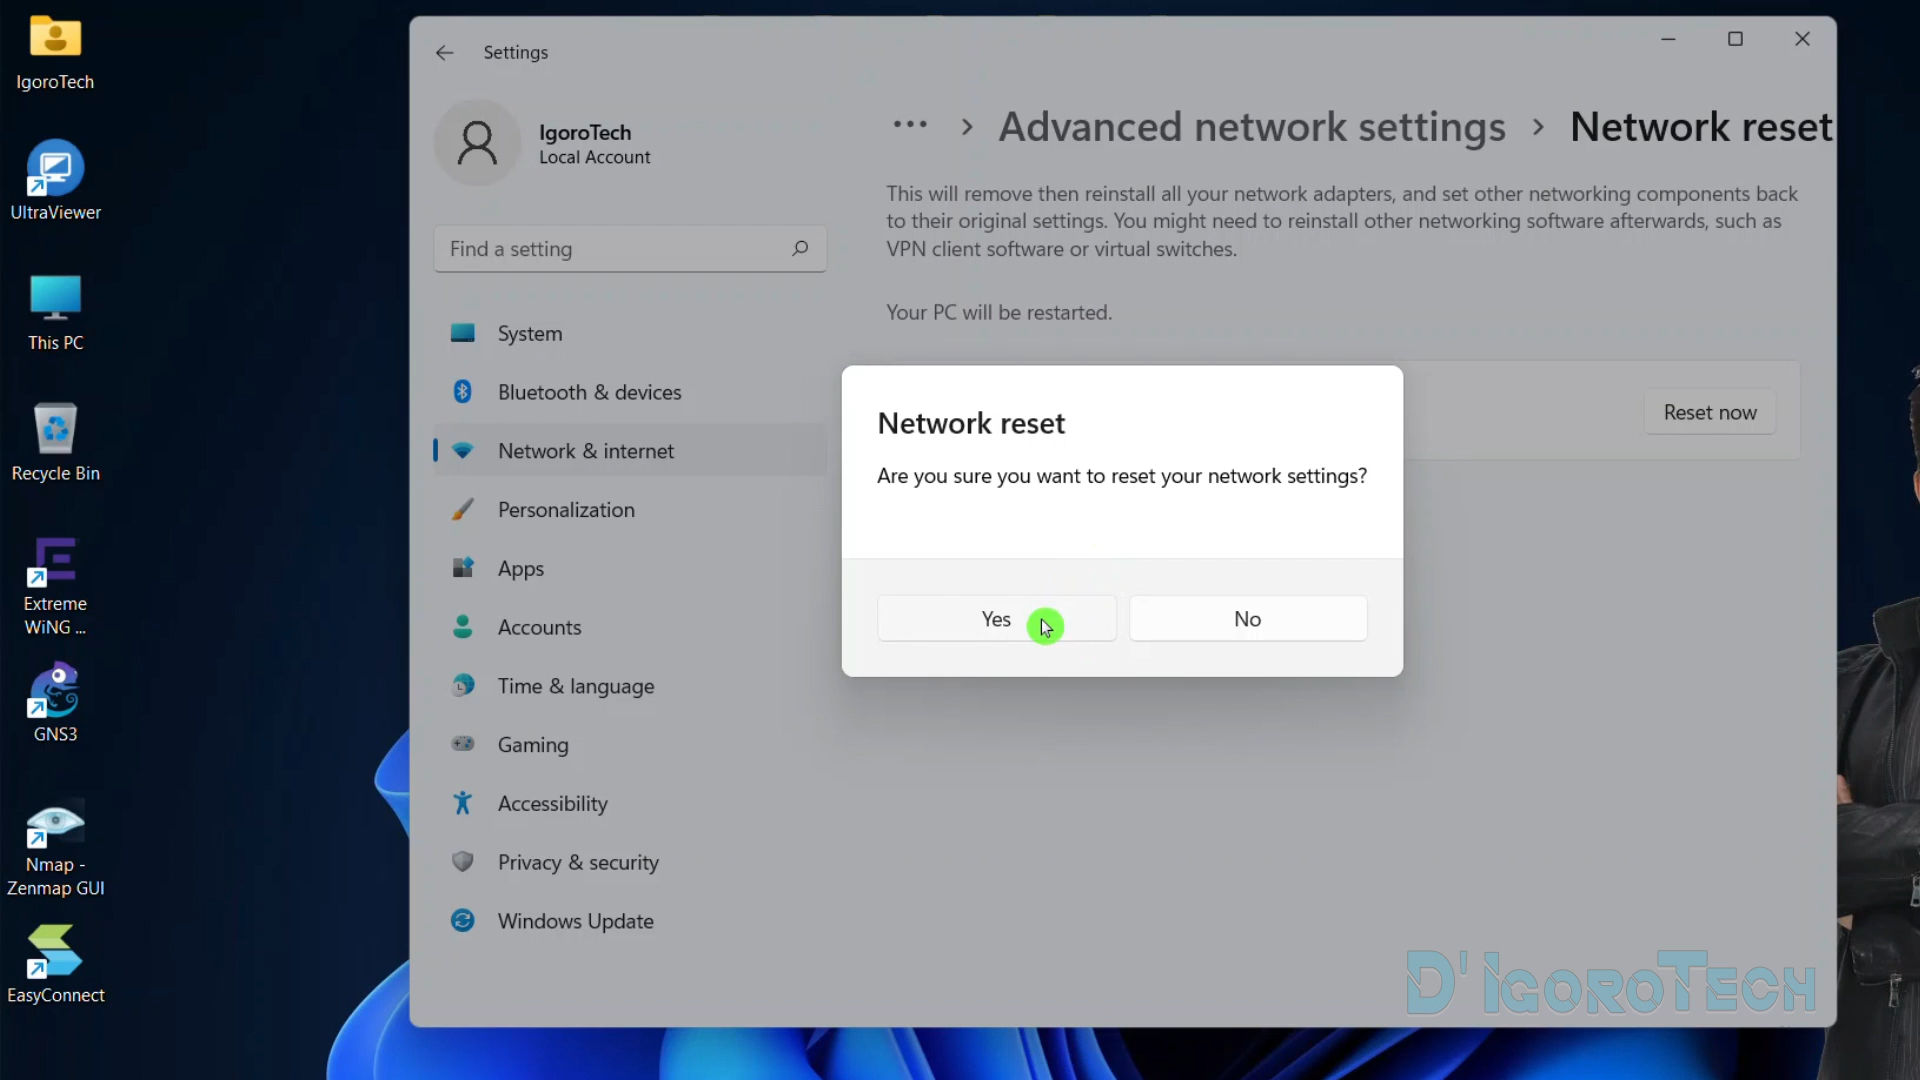 IgoroTech
UltraViewer
This PC
Recycle Bin
Extreme
WiNG ...
GNS3
Nmap -
Zenmap GUI
EasyConnect
Settings
IgoroTech
Local Account
Find a setting
System
Bluetooth & devices
Network & internet
Personalization
Apps
Accounts
Time & language
Gaming
Accessibility
Privacy & security
Windows Update
··· > Advanced network settings > Network reset
This will remove then reinstall all your network adapters, and set other networking components back
to their original settings. You might need to reinstall other networking software afterwards, such as
VPN client software or virtual switches.
Your PC will be restarted.
Reset now
Network reset
Are you sure you want to reset your network settings?
Yes
No
D'IgoroTech